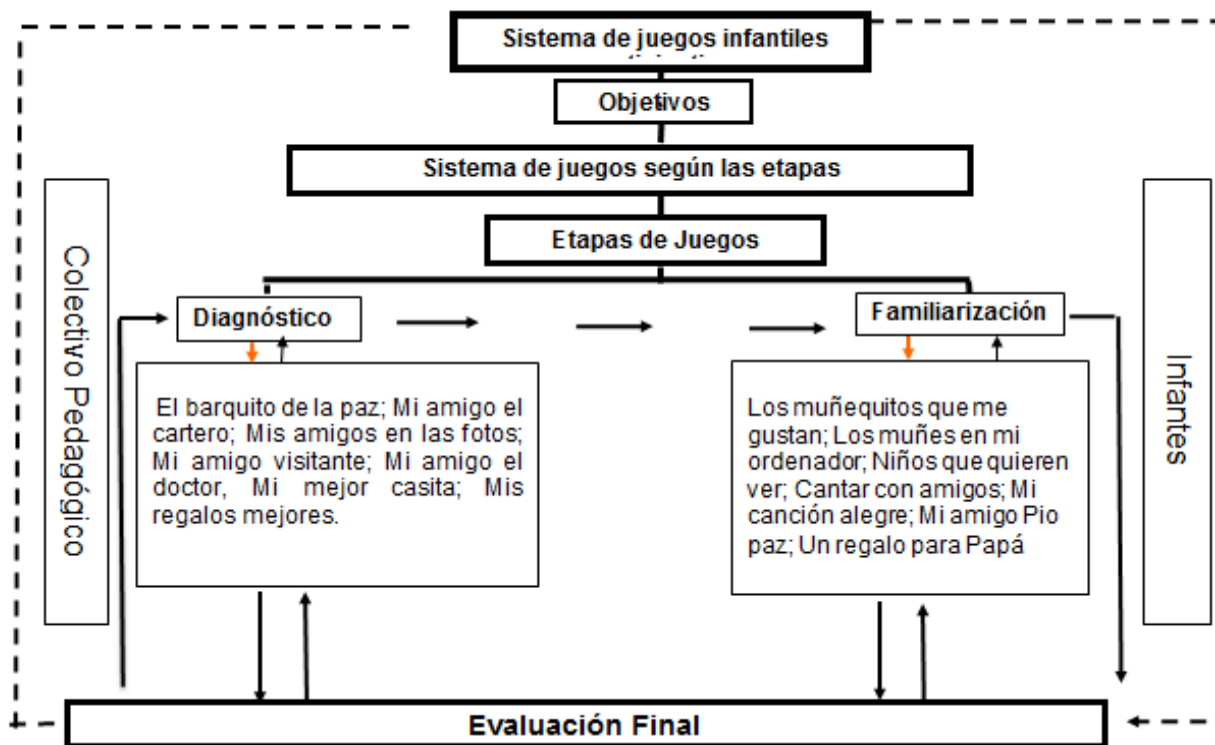 Sistema de juegos infantiles
Objetivos
Sistema de juegos según las etapas
Etapas de Juegos
Colectivo Pedagógico
Diagnóstico
Familiarización
Infantes
El barquito de la paz; Mi amigo el
cartero; Mis amigos en las fotos;
Mi amigo visitante; Mi amigo el
doctor, Mi mejor casita; Mis
regalos mejores.
Los muñequitos que me
gustan; Los muñes en mi
ordenador; Niños que quieren
ver; Cantar con amigos; Mi
canción alegre; Mi amigo Pio
paz; Un regalo para Papá
Evaluación Final